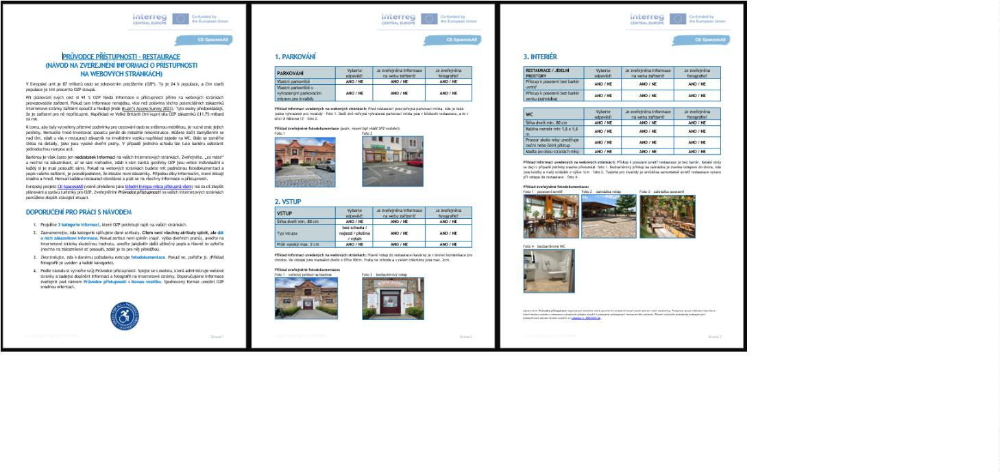 Interreg
CENTRAL EUROPE
Co-funded by
the European Union
CE-Spaces4All
PRŮVODCE PŘÍSTUPNOSTI - RESTAURACE
(NÁVOD NA ZVEŘEJNĚNÍ INFORMACÍ O PŘÍSTUPNOSTI
NA WEBOVÝCH STRÁNKÁCH)
V Evropské unii je 87 milionů osob se zdravotním postižením (OZP). To je 24 % populace, a čím starší
populace je tím procento OZP stoupá.
Při plánování svých cest si 91 % OZP hledá informace o přístupnosti přímo na webových stránkách
provozovatele zařízení. Pokud tam informace nenajdou, více než polovina těchto potenciálních zákazníků
internetové stránky zařízení opouští a hledají jinde (Euan's Access Survey 2023). Tyto osoby předpokládají,
že je zařízení pro ně nepřístupné. Například ve Velké Británii činí kupní síla OZP zákazníků £11.75 miliard
za rok.
K tomu, aby byly vytvořeny příznivé podmínky pro cestování osob se sníženou mobilitou, je nutné znát jejich
potřeby. Nemusíte hned investovat spousta peněz do rozsáhlé rekonstrukce. Můžete začít zamyšlením se
nad tím, zdali u vás v restauraci zákazník na invalidním vozíku například zajede na WC. Dále se zaměřte
třeba na detaily, jako jsou vysoké dveřní prahy. V případě jednoho schodu lze tuto bariéru odstranit
jednoduchou rampou atd.
Bariérou je však často jen nedostatek informací na vašich internetových stránkách. Zveřejněte, „co máte"
a nechte na zákazníkovi, ať se sám rozhodne, zdali k vám zavítá (potřeby OZP jsou velice individuální a
každý si je musí posoudit sám). Pokud na webových stránkách budete mít podrobnou fotodokumentaci a
popis vašeho zařízení, je pravděpodobné, že získáte nové zákazníky. Přijedou díky informacím, které získají
snadno a hned. Nemusí každou restauraci obvolávat a ptát se na všechny informace o přístupnosti.
Evropský projekt CE-Spaces4All (volně přeloženo jako Střední Evropa-místa přístupná všem) má za cíl zlepšit
plánování a správu turistiky pro OZP. Zveřejněním Průvodce přístupností na vašich internetových stránkách
pomůžete zlepšit stávající situaci.
DOPORUČENÍ PRO PRÁCI S NÁVODEM
1. Projděte 3 kategorie informací, které OZP potřebují najít na vašich stránkách.
2. Zaznamenejte, zda kategorie splňujete dané atributy. Cílem není všechny atributy splnit, ale dát
o nich zákazníkovi informace. Pokud atribut není splněn (např. výška dveřních prahů), uveďte na
internetové stránky skutečnou hodnotu, uveďte jakýkoliv další užitečný popis a hlavně to vyfoťte
(nechte na zákazníkovi ať posoudí, zdali je to pro něj překážka).
3. Zkontrolujte, zda k danému požadavku existuje fotodokumentace. Pokud ne, pořiďte ji. (Příklad
fotografií je uveden u každé kategorie).
4. Podle návodu si vytvořte svůj Průvodce přístupností. Spojte se s osobou, která administruje webové
stránky a zadejte doplnění informací a fotografií na internetové stránky. Doporučujeme informace
zveřejnit pod název Průvodce přístupností s ikonou vozíčku. Sjednocený formát umožní OZP
snadnou orientaci.
Strana 1
Interreg
CENTRAL EUROPE
Co-funded by
the European Union
CE-Spaces4All
1. PARKOVÁNÍ
PARKOVÁNÍ Vyberte odpověď: Je zveřejněna informace na webu zařízení? Je zveřejněna fotografie?
Vlastní parkoviště ANO / NE ANO / NE ANO / NE
Vlastní parkoviště s vyhrazeným parkovacím místem pro invalidy ANO / NE ANO / NE ANO / NE
Příklad informací uvedených na webových stránkách: Před restaurací jsou veřejná parkovací místa, kde je také
jedno vyhrazené pro invalidy - foto 1. Další dvě veřejná vyhrazená parkovací místa jsou v blízkosti restaurace, a to v
ulici U Náhonu 12 - foto 2.
Příklad zveřejněné fotodokumentace (pozn. nesmí být vidět SPZ vozidel):
Foto 1 Foto 2
2. VSTUP
VSTUP Vyberte odpověď: Je zveřejněna informace na webu zařízení? Je zveřejněna fotografie?
Šířka dveří min. 80 cm ANO / NE ANO / NE ANO / NE
Typ vstupu bez schodu / nájezd / plošina / výtah ANO / NE ANO / NE
Práh vysoký max. 2 cm ANO / NE ANO / NE ANO / NE
Příklad informací uvedených na webových stránkách: Hlavní vstup do restaurace/kavárny je v úrovni komunikace pro
chodce. Ve vstupu jsou manuální dveře o šířce 90cm. Prahy ve vchodě a v celém interiéru jsou max. 2cm.
Příklad zveřejněné fotodokumentace:
Foto 1 - celkový pohled na budovu Foto 2 - bezbariérový vstup
Strana 2
Interreg
CENTRAL EUROPE
Co-funded by
the European Union
CE-Spaces4All
3. INTERIÉR
RESTAURACE / JÍDELNÍ PROSTORY Vyberte odpověď: Je zveřejněna informace na webu zařízení? Je zveřejněna fotografie?
Přístup k posezení bez bariér uvnitř ANO / NE ANO / NE ANO / NE
Přístup k posezení bez bariér venku (zahrádka) ANO / NE ANO / NE ANO / NE
WC Vyberte odpověď: Je zveřejněna informace na webu zařízení? Je zveřejněna fotografie?
Šířka dveří min. 80 cm ANO / NE ANO / NE ANO / NE
Kabina rozměr min 1,6 x 1,6 m ANO / NE ANO / NE ANO / NE
Prostor okolo mísy umožňuje boční nebo čelní přístup ANO / NE ANO / NE ANO / NE
Madla po obou stranách mísy ANO / NE ANO / NE ANO / NE
Příklad informací uvedených na webových stránkách: Přístup k posezení uvnitř restaurace je bez bariér. Kulaté stoly
se dají v případě potřeby snadno přesunout - foto 1. Bezbariérový přístup na zahrádku je zvenku vstupem do dvora, kde
jsou kostky a malý schůdek o výšce 1cm - foto 2. Toaleta pro invalidy je umístěna samostatně uvnitř restaurace vpravo
při vstupu do restaurace - foto 4.
Příklad zveřejněné fotodokumentace:
Foto 1 - posezení uvnitř Foto 2 - zahrádka vstup Foto 3 - zahrádka posezení
Foto 4 - bezbariérové WC
Strana 3